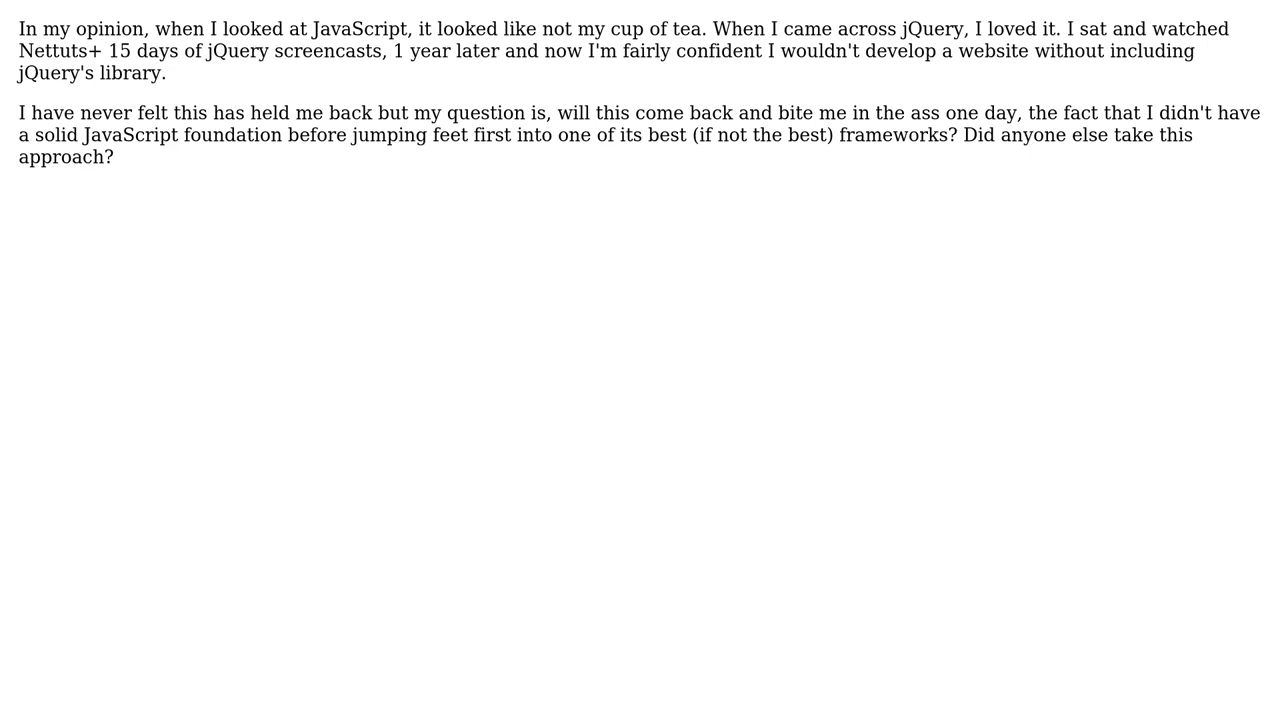 In my opinion, when I looked at JavaScript, it looked like not my cup of tea. When I came across jQuery, I loved it. I sat and watched
Nettuts+ 15 days of jQuery screencasts, 1 year later and now I'm fairly confident I wouldn't develop a website without including
jQuery's library.
I have never felt this has held me back but my question is, will this come back and bite me in the ass one day, the fact that I didn't have
a solid JavaScript foundation before jumping feet first into one of its best (if not the best) frameworks? Did anyone else take this
approach?